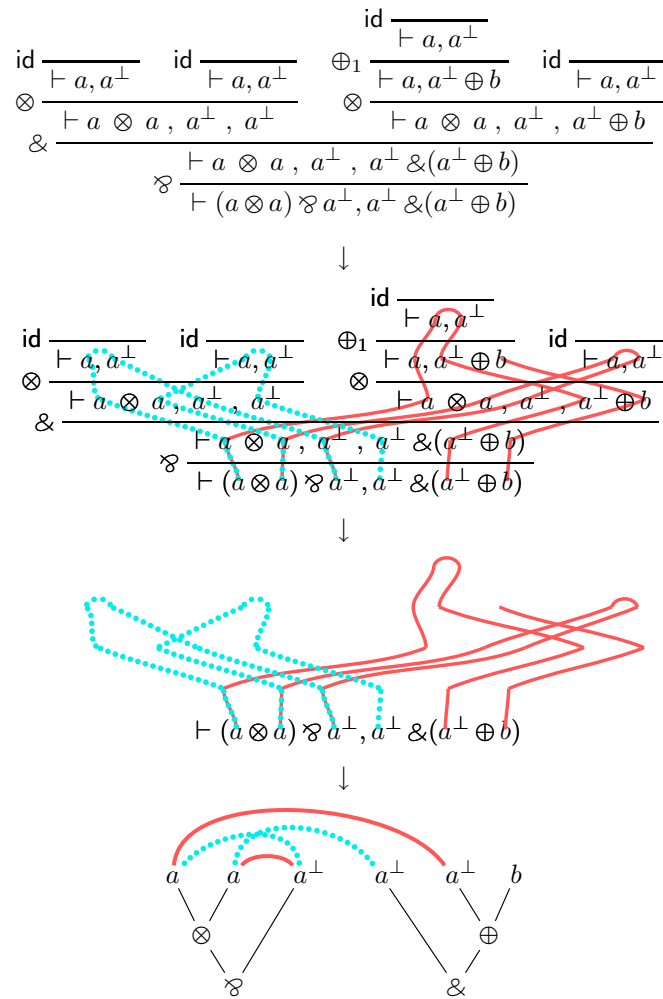 id
⊢ a, a⊥
id ⊢ a, a⊥ id ⊢ a, a⊥ ⊕₁ ⊢ a, a⊥ ⊕ b id ⊢ a, a⊥
⊗ ⊢ a ⊗ a , a⊥ , a⊥ ⊗ ⊢ a ⊗ a , a⊥ , a⊥ ⊕ b
& ⊢ a ⊗ a , a⊥ , a⊥ &(a⊥ ⊕ b)
⅋ ⊢ (a ⊗ a) ⅋ a⊥, a⊥ &(a⊥ ⊕ b)
↓
id
⊢ a, a⊥
id ⊢ a, a⊥ id ⊢ a, a⊥ ⊕₁ ⊢ a, a⊥ ⊕ b id ⊢ a, a⊥
⊗ ⊢ a ⊗ a , a⊥ , a⊥ ⊗ ⊢ a ⊗ a , a⊥ , a⊥ ⊕ b
& ⊢ a ⊗ a , a⊥ , a⊥ &(a⊥ ⊕ b)
⅋ ⊢ (a ⊗ a) ⅋ a⊥, a⊥ &(a⊥ ⊕ b)
↓
⊢ (a ⊗ a) ⅋ a⊥, a⊥ &(a⊥ ⊕ b)
↓
a a a⊥ a⊥ a⊥ b
⊗ ⊕
⅋ &